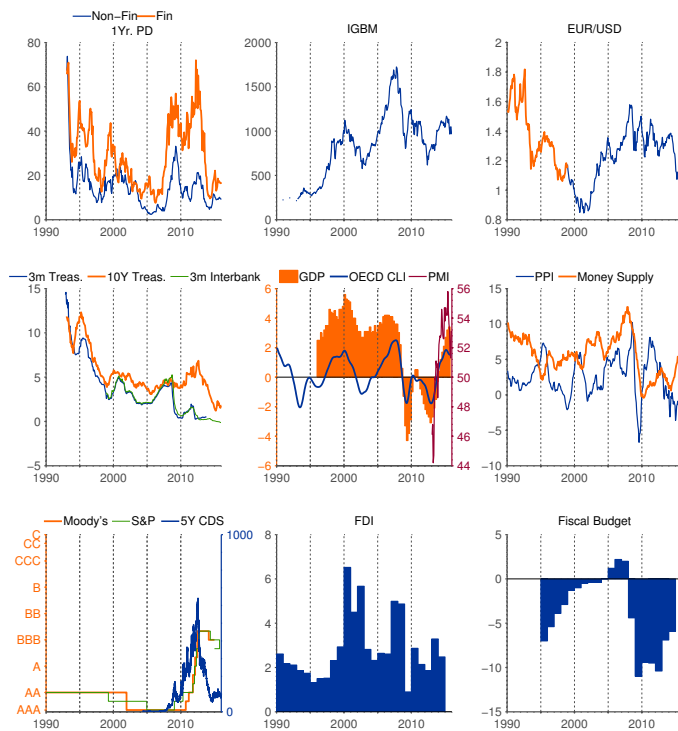 Non−Fin Fin
1Yr. PD
IGBM
EUR/USD
80
60
40
20
0
1990 2000 2010
2000
1500
1000
500
200
0
1990 2000 2010
2
1.8
1.6
1.4
1.2
1
0.8
1990 2000 2010
3m Treas. 10Y Treas. 3m Interbank
GDP OECD CLI PMI
PPI Money Supply
15
10
5
0
−5
1990 2000 2010
6
4
2
0
−2
−4
−6
56
54
52
50
48
46
44
1990 2000 2010
15
10
5
0
−5
−10
1990 2000 2010
Moody's S&P 5Y CDS
FDI
Fiscal Budget
C
CC
CCC
B
BB
BBB
A
AA
AAA
1000
0
1990 2000 2010
8
6
4
2
0
1990 2000 2010
5
0
−5
−10
−15
1990 2000 2010